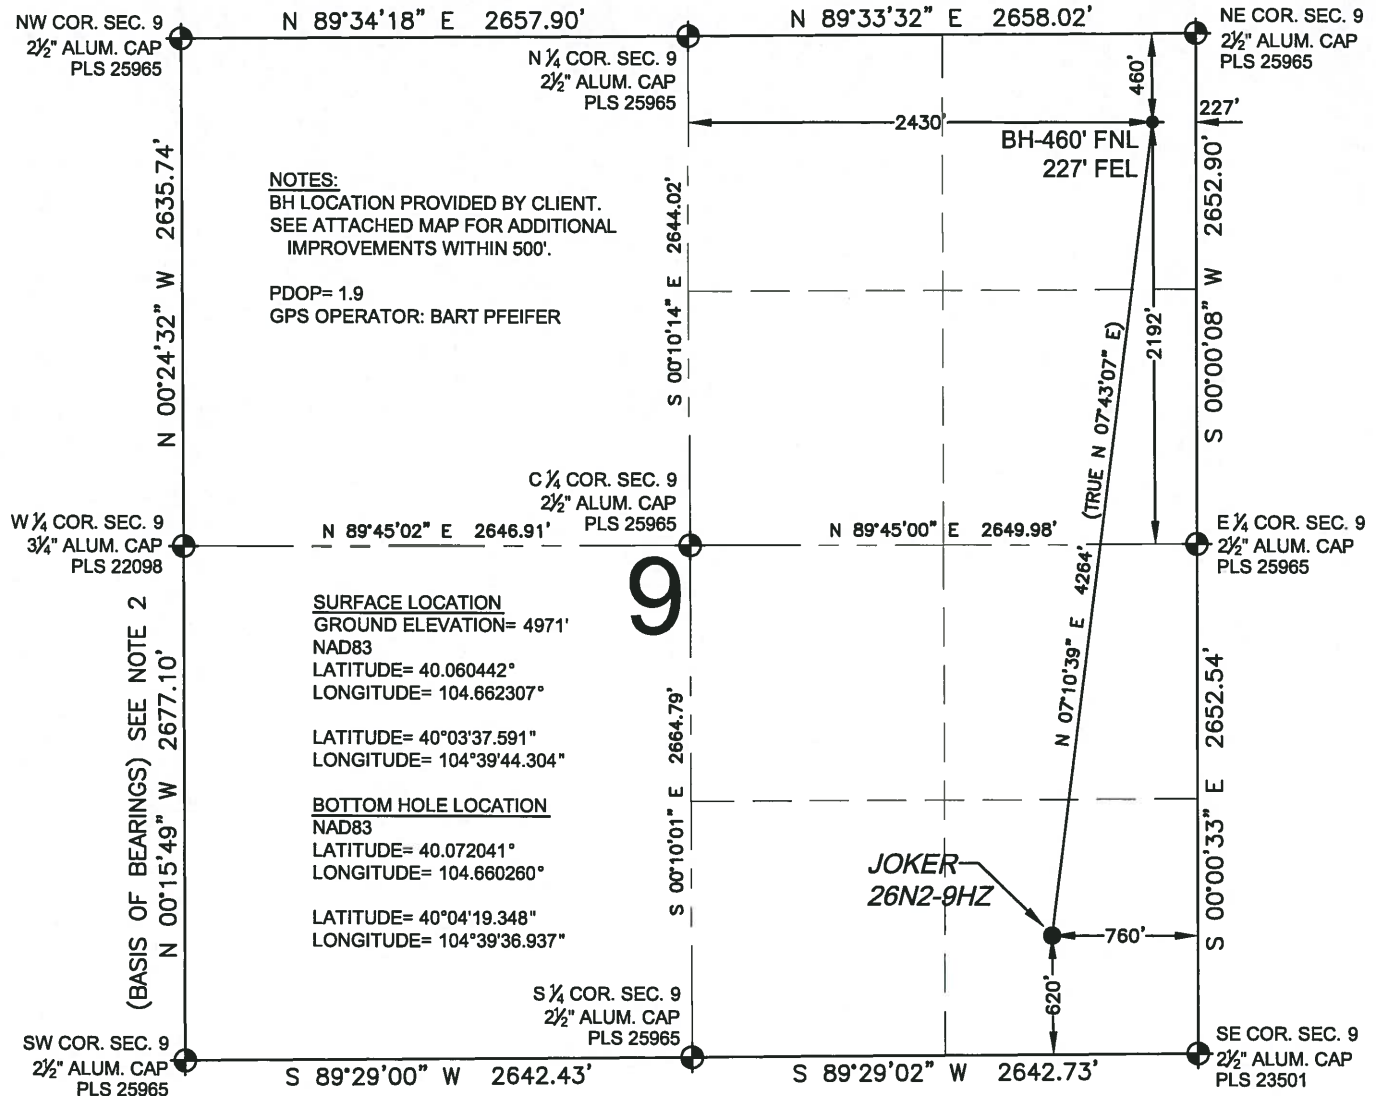 NW COR. SEC. 9
2½" ALUM. CAP
PLS 25965
N 89°34'18" E 2657.90'
N ¼ COR. SEC. 9
2½" ALUM. CAP
PLS 25965
N 89°33'32" E 2658.02'
NE COR. SEC. 9
2½" ALUM. CAP
PLS 25965
460'
227'
2430'
BH-460' FNL
227' FEL
N 00°24'32" W 2635.74'
NOTES:
BH LOCATION PROVIDED BY CLIENT.
SEE ATTACHED MAP FOR ADDITIONAL
IMPROVEMENTS WITHIN 500'.
PDOP= 1.9
GPS OPERATOR: BART PFEIFER
S 00°10'14" E 2644.02'
2192'
S 00°00'08" W 2652.90'
(TRUE N 07°43'07" E)
N 07°10'39" E 4264'
C ¼ COR. SEC. 9
2½" ALUM. CAP
PLS 25965
W ¼ COR. SEC. 9
3¼" ALUM. CAP
PLS 22098
N 89°45'02" E 2646.91'
N 89°45'00" E 2649.98'
E ¼ COR. SEC. 9
2½" ALUM. CAP
PLS 25965
9
(BASIS OF BEARINGS) SEE NOTE 2
N 00°15'49" W 2677.10'
SURFACE LOCATION
GROUND ELEVATION= 4971'
NAD83
LATITUDE= 40.060442°
LONGITUDE= 104.662307°
LATITUDE= 40°03'37.591"
LONGITUDE= 104°39'44.304"
BOTTOM HOLE LOCATION
NAD83
LATITUDE= 40.072041°
LONGITUDE= 104.660260°
LATITUDE= 40°04'19.348"
LONGITUDE= 104°39'36.937"
S 00°10'01" E 2664.79'
JOKER
26N2-9HZ
760'
620'
S 00°00'33" E 2652.54'
S ¼ COR. SEC. 9
2½" ALUM. CAP
PLS 25965
SW COR. SEC. 9
2½" ALUM. CAP
PLS 25965
S 89°29'00" W 2642.43'
S 89°29'02" W 2642.73'
SE COR. SEC. 9
2½" ALUM. CAP
PLS 23501